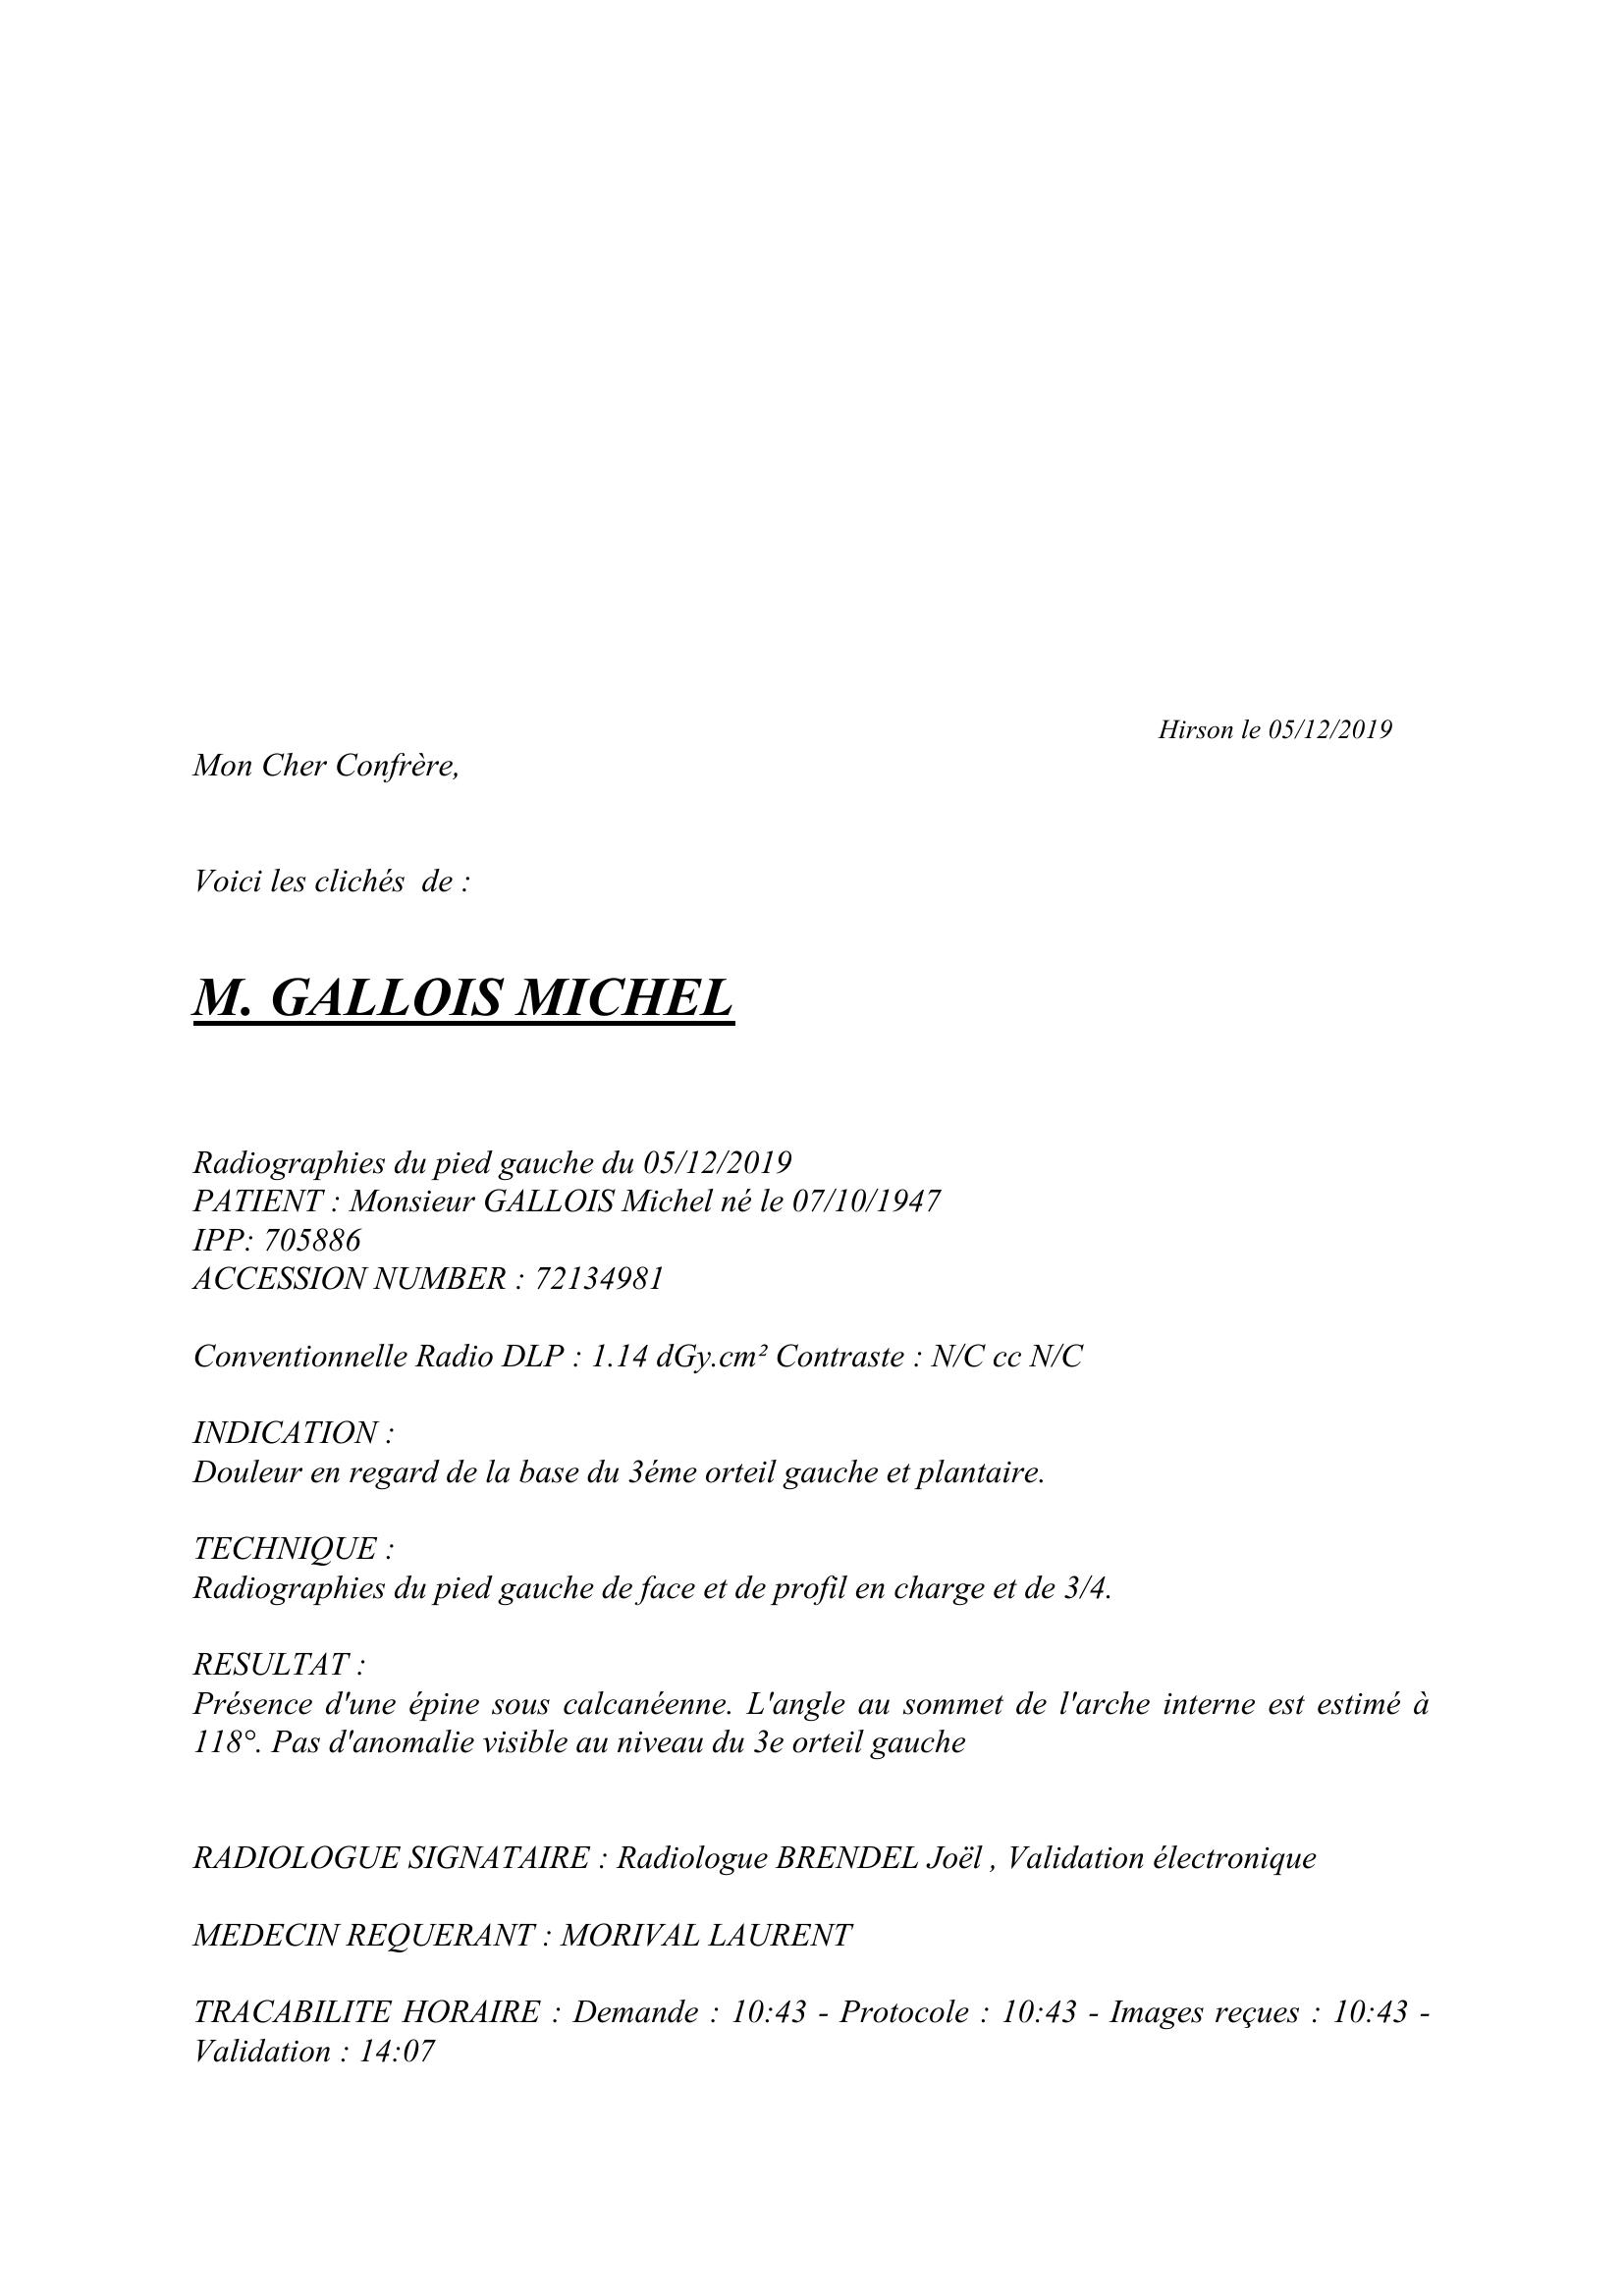 Hirson le 05/12/2019
Mon Cher Confrère,
Voici les clichés  de :
M. GALLOIS MICHEL
Radiographies du pied gauche du 05/12/2019
PATIENT : Monsieur GALLOIS Michel né le 07/10/1947
IPP: 705886
ACCESSION NUMBER : 72134981
Conventionnelle Radio DLP : 1.14 dGy.cm² Contraste : N/C cc N/C
INDICATION :
Douleur en regard de la base du 3éme orteil gauche et plantaire.
TECHNIQUE :
Radiographies du pied gauche de face et de profil en charge et de 3/4.
RESULTAT :
Présence d'une épine sous calcanéenne. L'angle au sommet de l'arche interne est estimé à
118°. Pas d'anomalie visible au niveau du 3e orteil gauche
RADIOLOGUE SIGNATAIRE : Radiologue BRENDEL Joël , Validation électronique
MEDECIN REQUERANT : MORIVAL LAURENT
TRACABILITE HORAIRE : Demande : 10:43 - Protocole : 10:43 - Images reçues : 10:43 -
Validation : 14:07